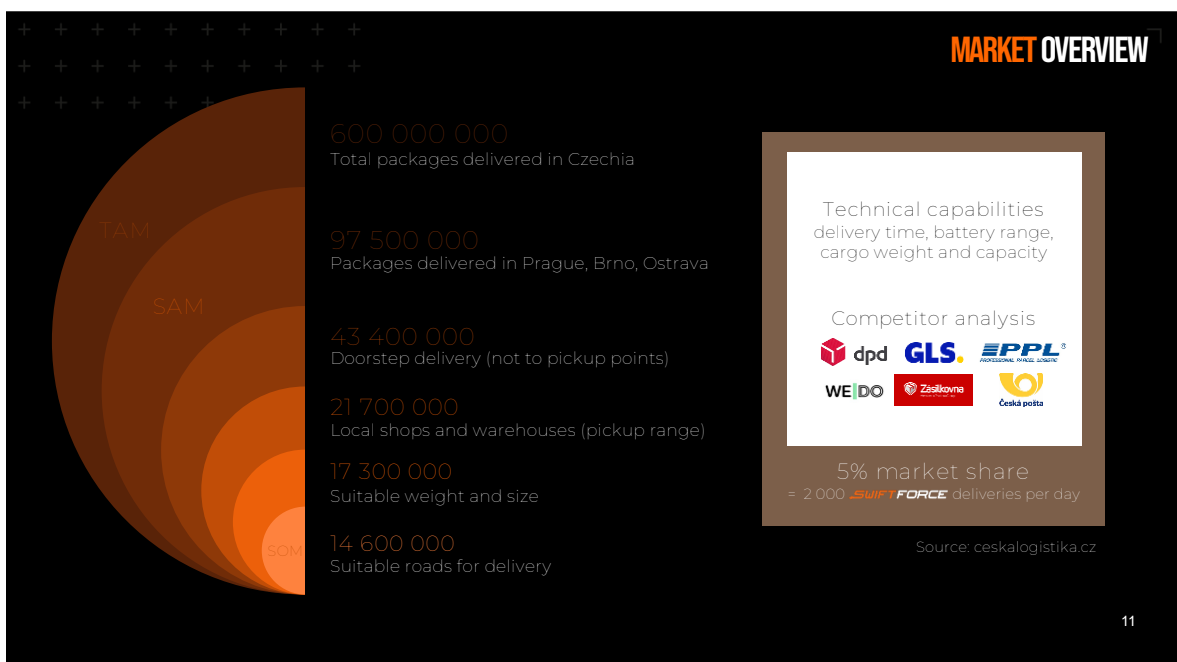 MARKET OVERVIEW
600 000 000
Total packages delivered in Czechia
TAM
97 500 000
Packages delivered in Prague, Brno, Ostrava
SAM
43 400 000
Doorstep delivery (not to pickup points)
21 700 000
Local shops and warehouses (pickup range)
17 300 000
Suitable weight and size
SOM
14 600 000
Suitable roads for delivery
Technical capabilities
delivery time, battery range,
cargo weight and capacity
Competitor analysis
dpd GLS. PPL®
PROFESSIONAL PARCEL LOGISTIC
WE|DO Zásilkovna Česká pošta
5% market share
= 2 000 SWIFTFORCE deliveries per day
Source: ceskalogistika.cz
11